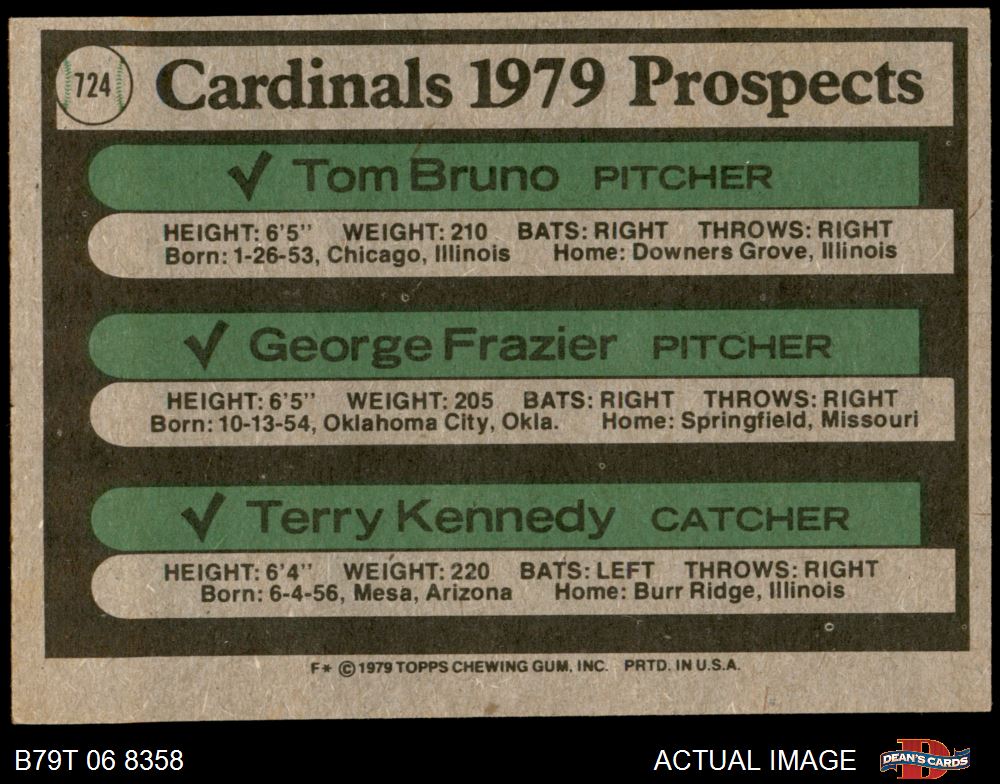 724 Cardinals 1979 Prospects
✓ Tom Bruno PITCHER
HEIGHT: 6'5" WEIGHT: 210 BATS: RIGHT THROWS: RIGHT
Born: 1-26-53, Chicago, Illinois Home: Downers Grove, Illinois
✓ George Frazier PITCHER
HEIGHT: 6'5" WEIGHT: 205 BATS: RIGHT THROWS: RIGHT
Born: 10-13-54, Oklahoma City, Okla. Home: Springfield, Missouri
✓ Terry Kennedy CATCHER
HEIGHT: 6'4" WEIGHT: 220 BATS: LEFT THROWS: RIGHT
Born: 6-4-56, Mesa, Arizona Home: Burr Ridge, Illinois
F* © 1979 TOPPS CHEWING GUM, INC. PRTD. IN U.S.A.
B79T 06 8358 ACTUAL IMAGE D DEAN'S CARDS